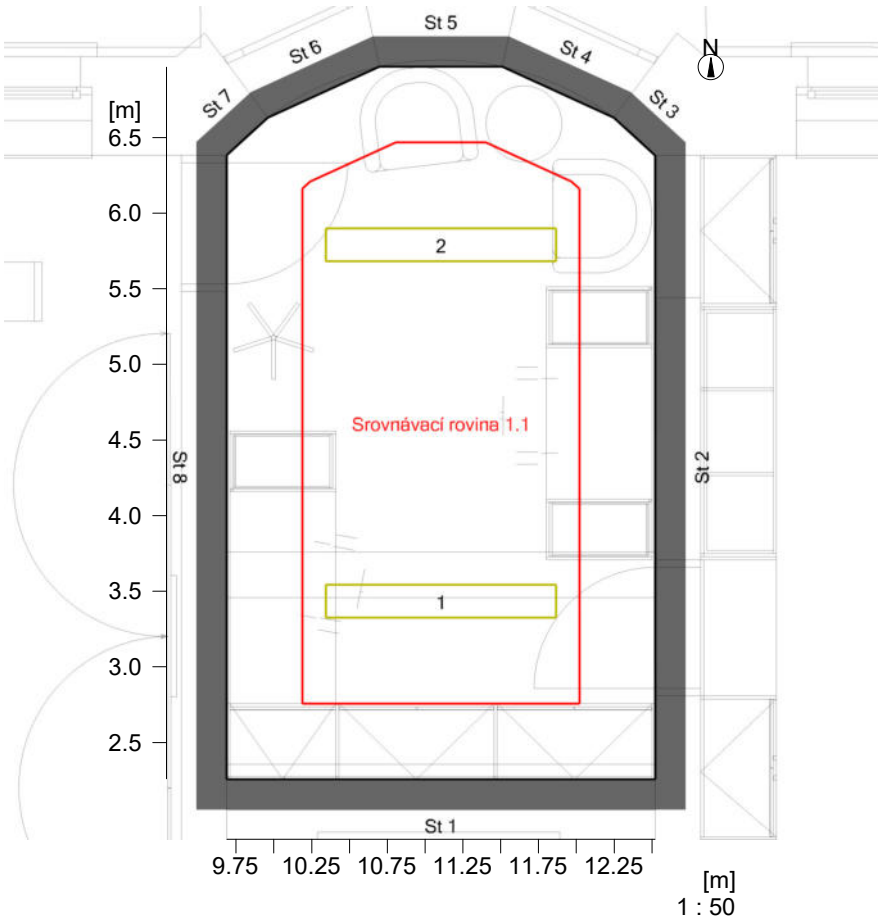 St 5
St 6
St 4
N
St 7
St 3
[m]
6.5
6.0
2
5.5
5.0
Srovnávací rovina 1.1
4.5
St 8
St 2
4.0
3.5
1
3.0
2.5
St 1
9.75 10.25 10.75 11.25 11.75 12.25
[m]
1 : 50